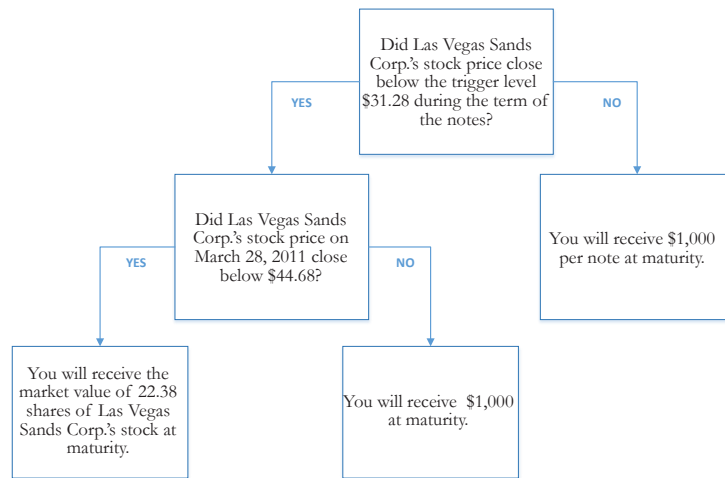 Did Las Vegas Sands
Corp.'s stock price close
below the trigger level
$31.28 during the term of
the notes?
YES
NO
Did Las Vegas Sands
Corp.'s stock price on
March 28, 2011 close
below $44.68?
You will receive $1,000
per note at maturity.
YES
NO
You will receive the
market value of 22.38
shares of Las Vegas
Sands Corp.'s stock at
maturity.
You will receive $1,000
at maturity.